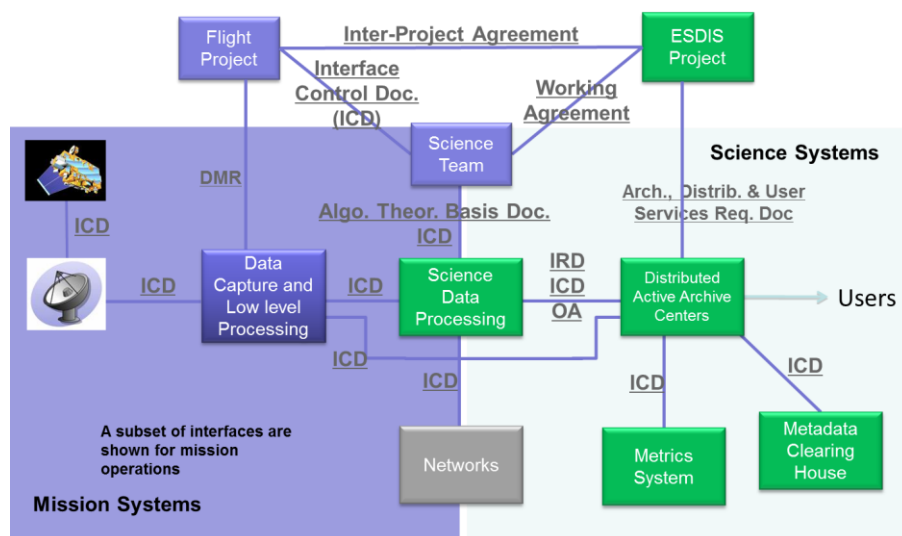 Flight
Project
Inter-Project Agreement
ESDIS
Project
Interface
Control Doc.
(ICD)
Working
Agreement
Science
Team
Science Systems
DMR
Arch., Distrib. & User
Services Req. Doc
Algo. Theor. Basis Doc.
ICD
ICD
Data
Capture and
Low level
Processing
ICD
ICD
Science
Data
Processing
IRD
ICD
OA
Distributed
Active Archive
Centers
Users
ICD
ICD
ICD
ICD
A subset of interfaces are
shown for mission
operations
Networks
Metrics
System
Metadata
Clearing
House
Mission Systems